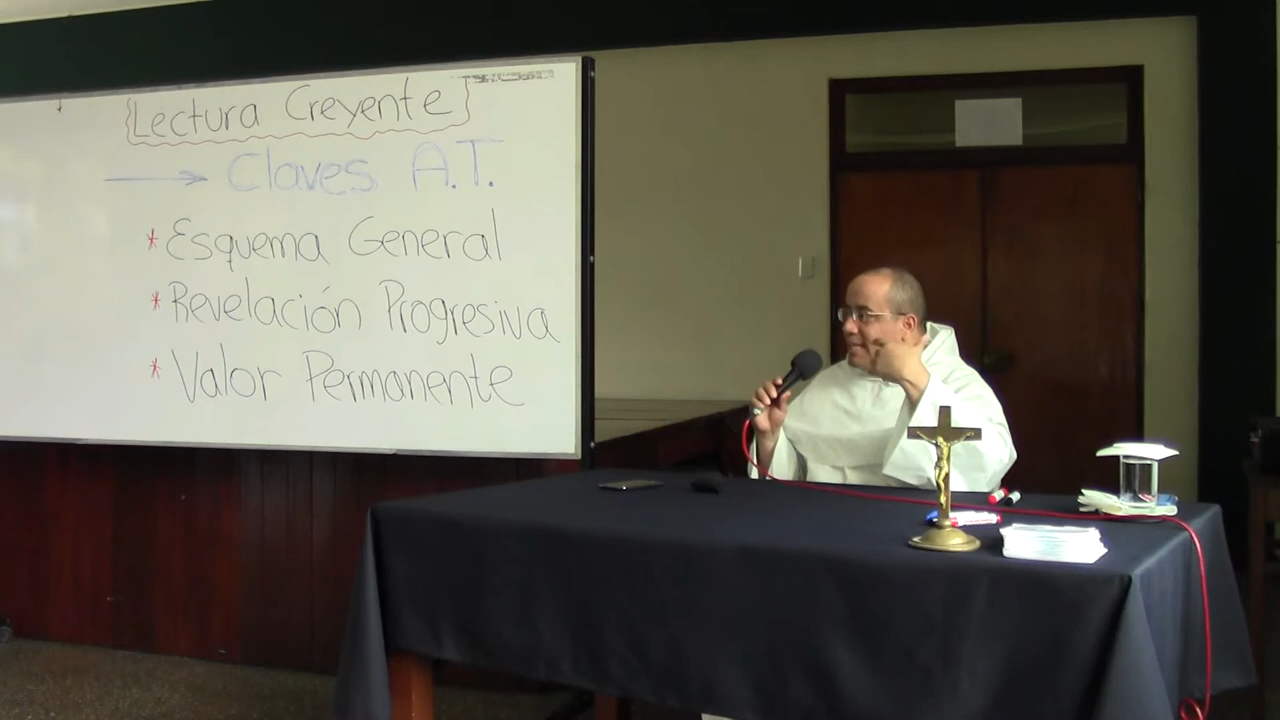 Lectura Creyente
→ Claves A.T.
* Esquema General
* Revelación Progresiva
* Valor Permanente